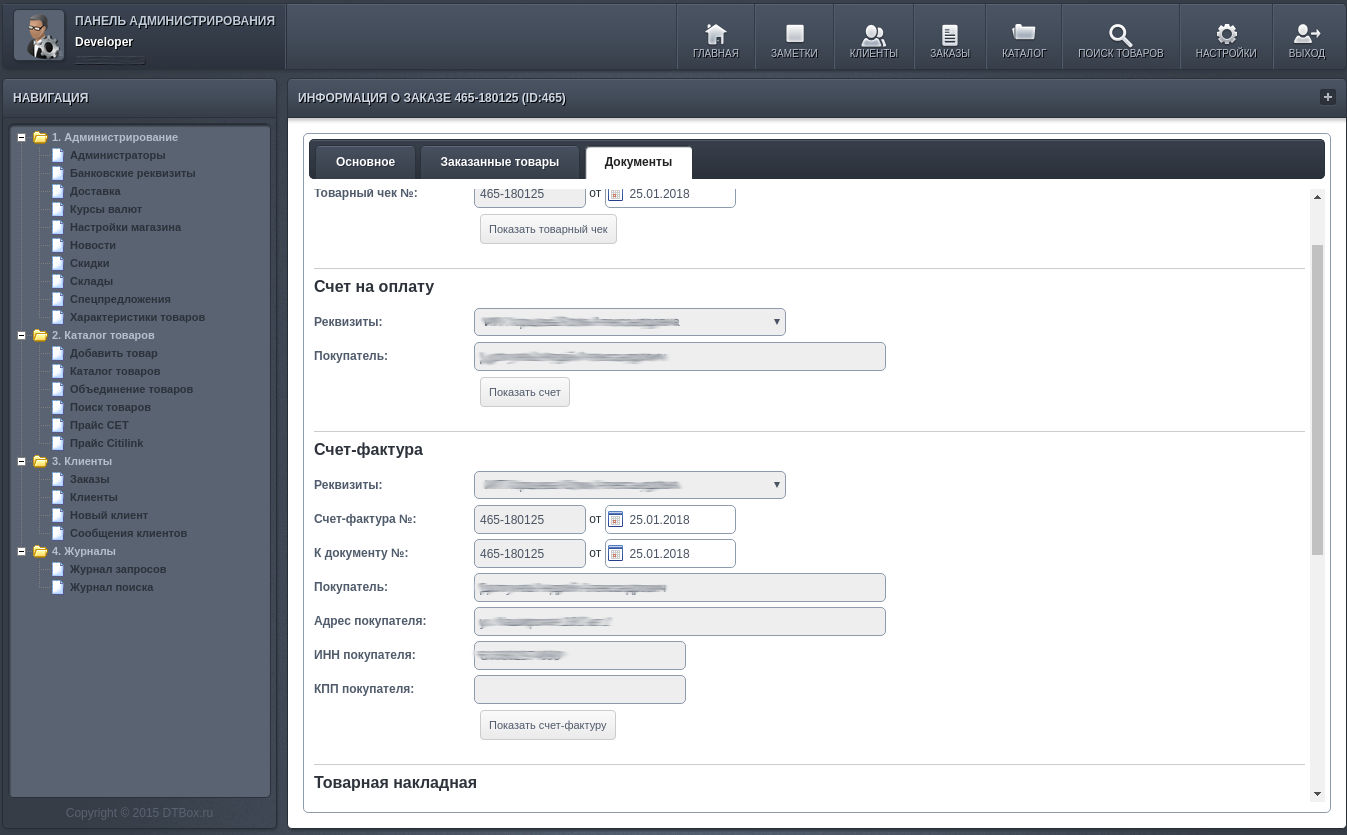 ПАНЕЛЬ АДМИНИСТРИРОВАНИЯ
Developer
ГЛАВНАЯ
ЗАМЕТКИ
КЛИЕНТЫ
ЗАКАЗЫ
КАТАЛОГ
ПОИСК ТОВАРОВ
НАСТРОЙКИ
ВЫХОД
НАВИГАЦИЯ
1. Администрирование
Администраторы
Банковские реквизиты
Доставка
Курсы валют
Настройки магазина
Новости
Скидки
Склады
Спецпредложения
Характеристики товаров
2. Каталог товаров
Добавить товар
Каталог товаров
Объединение товаров
Поиск товаров
Прайс СЕТ
Прайс Citilink
3. Клиенты
Заказы
Клиенты
Новый клиент
Сообщения клиентов
4. Журналы
Журнал запросов
Журнал поиска
Copyright © 2015 DTBox.ru
ИНФОРМАЦИЯ О ЗАКАЗЕ 465-180125 (ID:465)
Основное
Заказанные товары
Документы
Товарный чек №: 465-180125 от 25.01.2018
Показать товарный чек
Счет на оплату
Реквизиты:
Покупатель:
Показать счет
Счет-фактура
Реквизиты:
Счет-фактура №: 465-180125 от 25.01.2018
К документу №: 465-180125 от 25.01.2018
Покупатель:
Адрес покупателя:
ИНН покупателя:
КПП покупателя:
Показать счет-фактуру
Товарная накладная